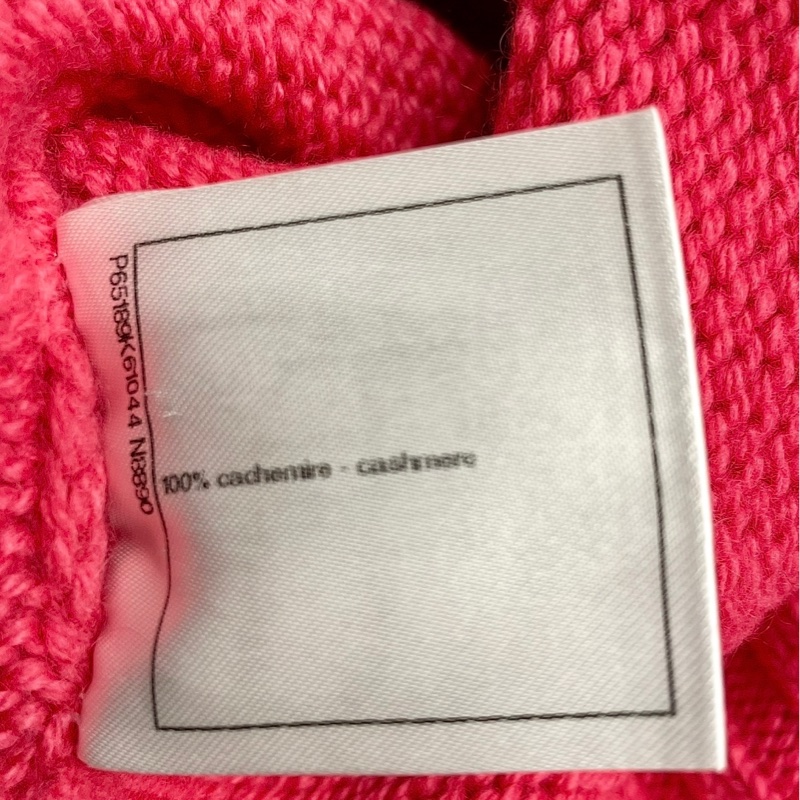 P65189K61044 N8890
100% cachemire - cashmere